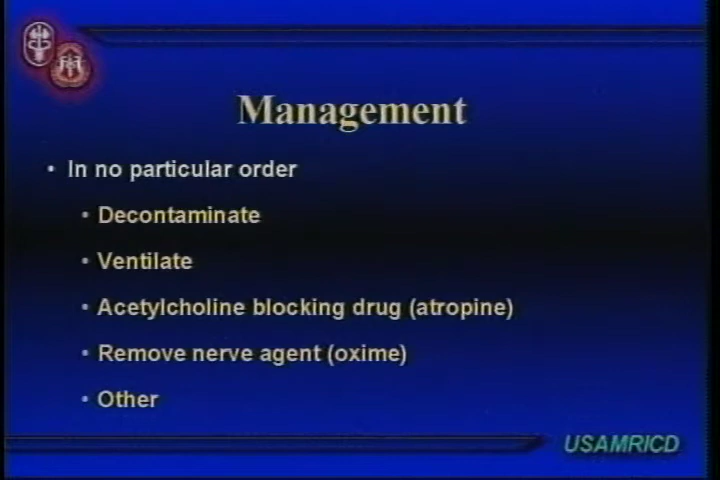 Management
• In no particular order
• Decontaminate
• Ventilate
• Acetylcholine blocking drug (atropine)
• Remove nerve agent (oxime)
• Other
USAMRICD